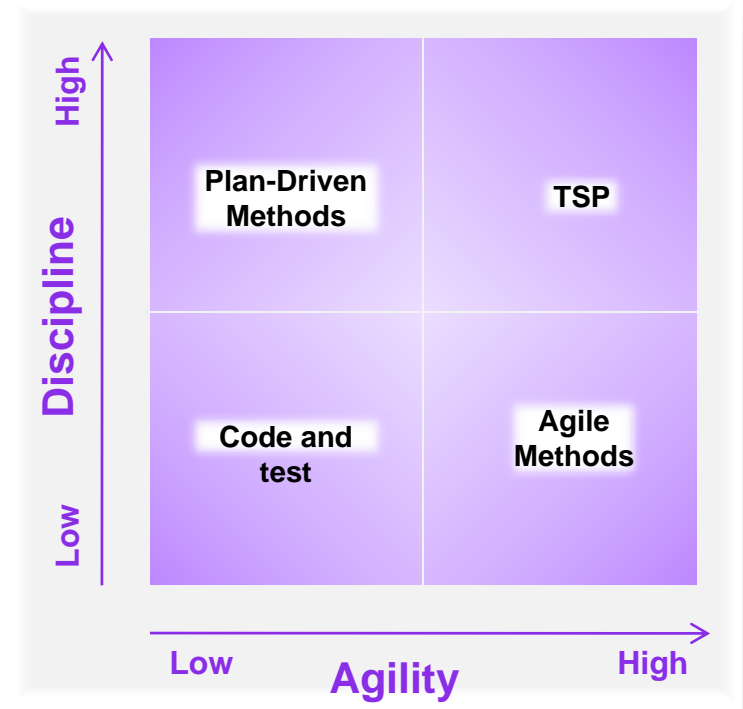 High
Discipline
Low
Plan-Driven
Methods
TSP
Code and
test
Agile
Methods
Low
Agility
High